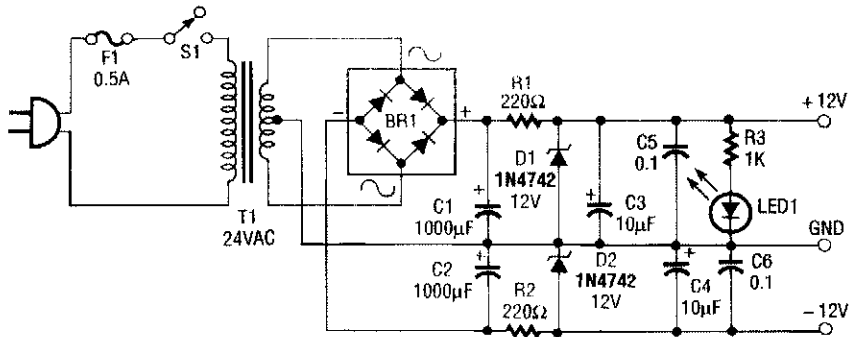 F1
0.5A
S1
T1
24VAC
–
BR1
+
R1
220Ω
D1
1N4742
12V
+
C1
1000µF
+
C2
1000µF
R2
220Ω
+
C3
10µF
D2
1N4742
12V
C5
0.1
R3
1K
LED1
+
C4
10µF
C6
0.1
+12V
GND
–12V